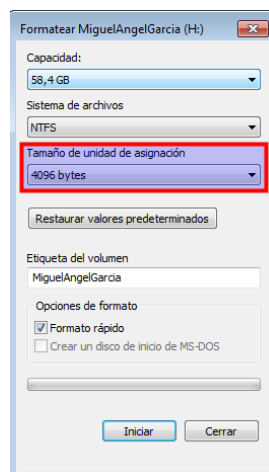 Formatear MiguelAngelGarcia (H:)
Capacidad:
58,4 GB
Sistema de archivos
NTFS
Tamaño de unidad de asignación
4096 bytes
Restaurar valores predeterminados
Etiqueta del volumen
MiguelAngelGarcia
Opciones de formato
Formato rápido
Crear un disco de inicio de MS-DOS
Iniciar Cerrar